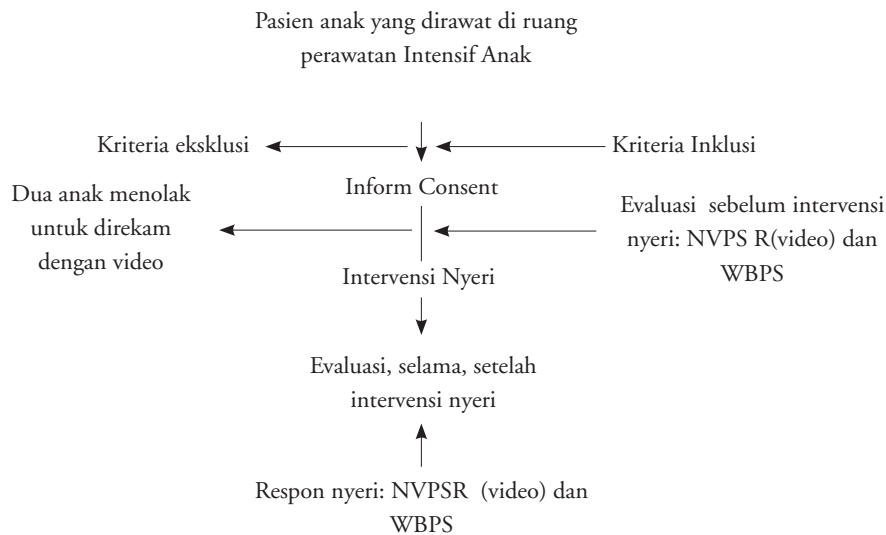 Pasien anak yang dirawat di ruang
perawatan Intensif Anak
Kriteria eksklusi
Kriteria Inklusi
Inform Consent
Dua anak menolak
untuk direkam
dengan video
Evaluasi sebelum intervensi
nyeri: NVPS R(video) dan
WBPS
Intervensi Nyeri
Evaluasi, selama, setelah
intervensi nyeri
Respon nyeri: NVPSR (video) dan
WBPS